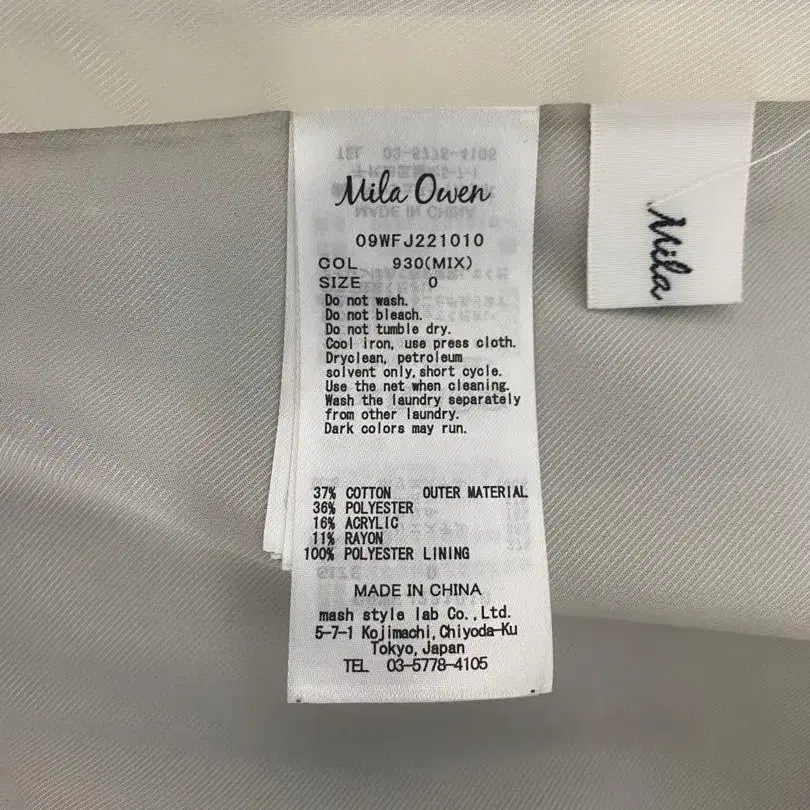 Mila Owen
09WFJ221010
COL 930(MIX)
SIZE 0
Do not wash.
Do not bleach.
Do not tumble dry.
Cool iron, use press cloth.
Dryclean, petroleum
solvent only, short cycle.
Use the net when cleaning.
Wash the laundry separately
from other laundry.
Dark colors may run.
37% COTTON OUTER MATERIAL
36% POLYESTER
16% ACRYLIC
11% RAYON
100% POLYESTER LINING
MADE IN CHINA
mash style lab Co.,Ltd.
5-7-1 Kojimachi,Chiyoda-Ku
Tokyo,Japan
TEL 03-5778-4105
Mila